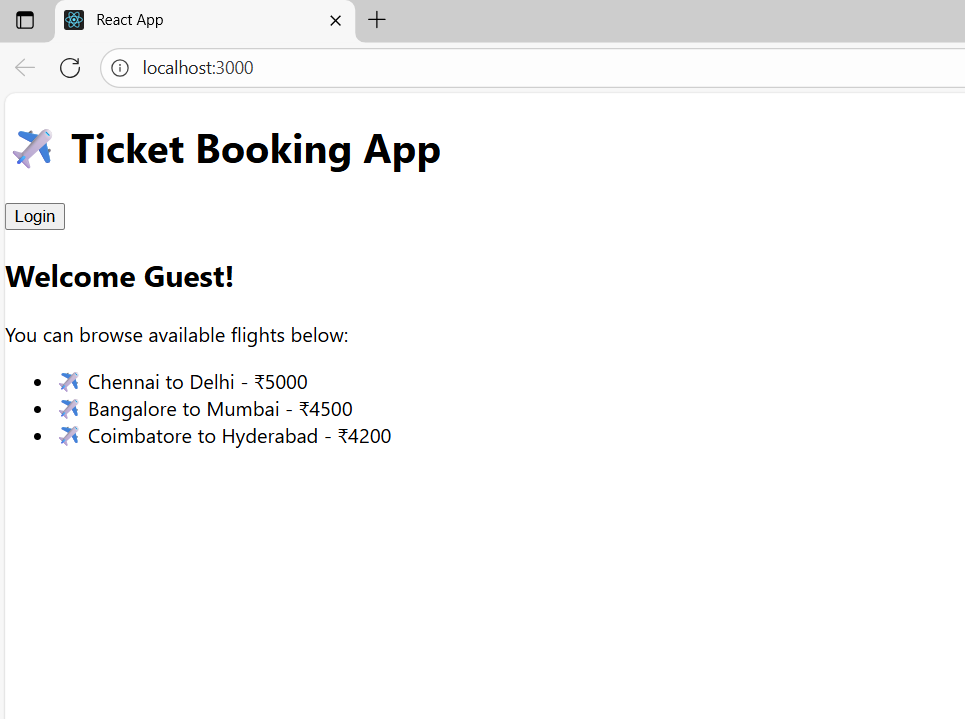 React App
localhost:3000
✈️ Ticket Booking App
Login
Welcome Guest!
You can browse available flights below:
• ✈️ Chennai to Delhi - ₹5000
• ✈️ Bangalore to Mumbai - ₹4500
• ✈️ Coimbatore to Hyderabad - ₹4200